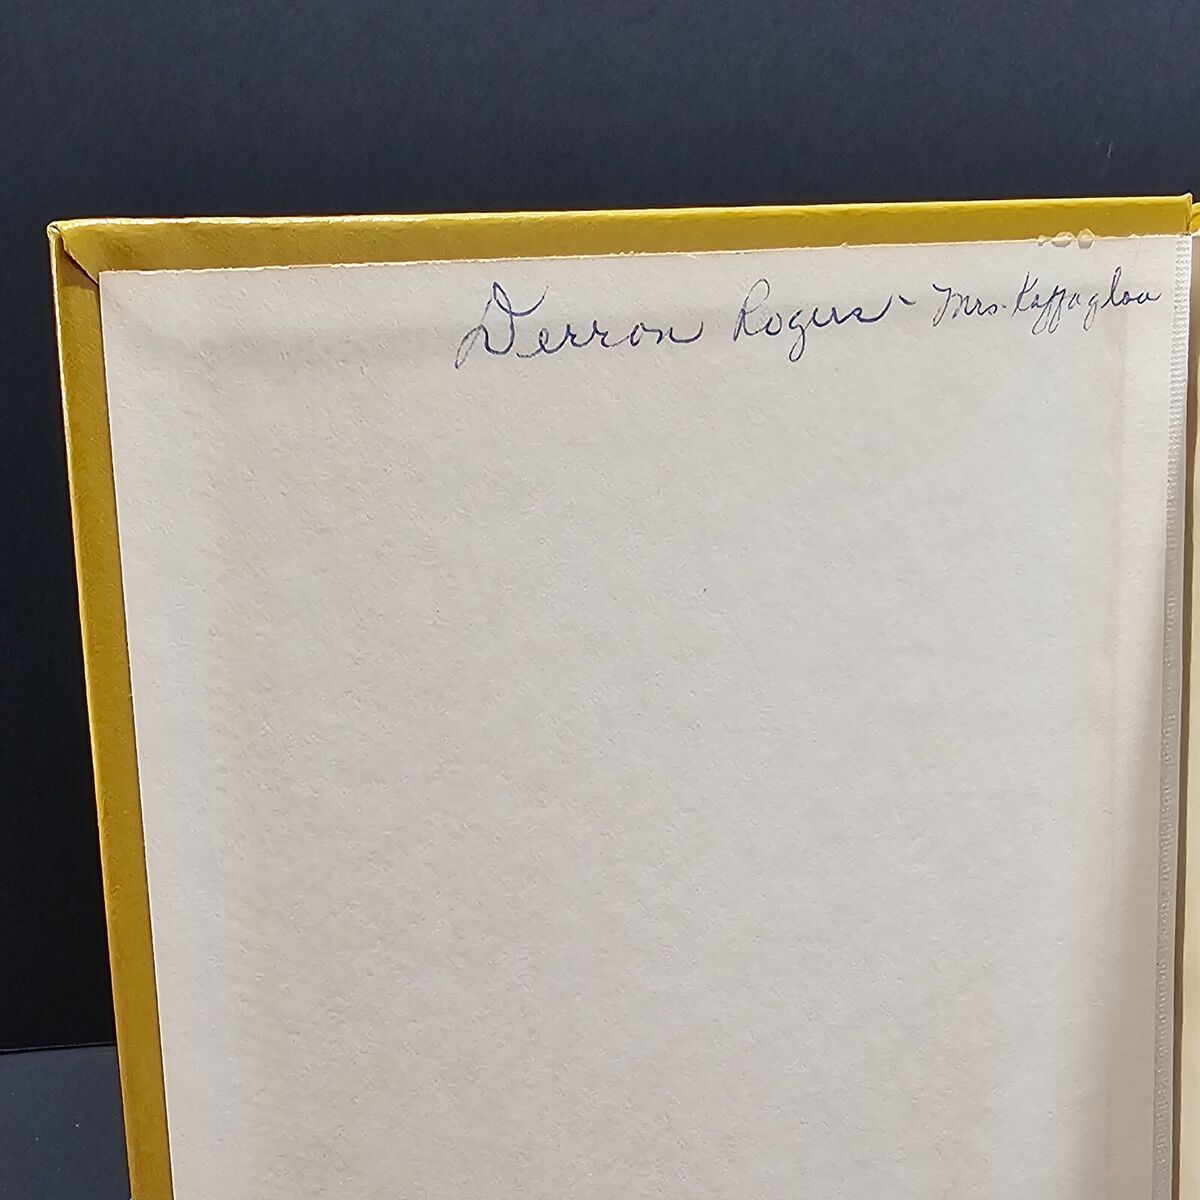 Derron Rogers - Mrs. Kaffaglou